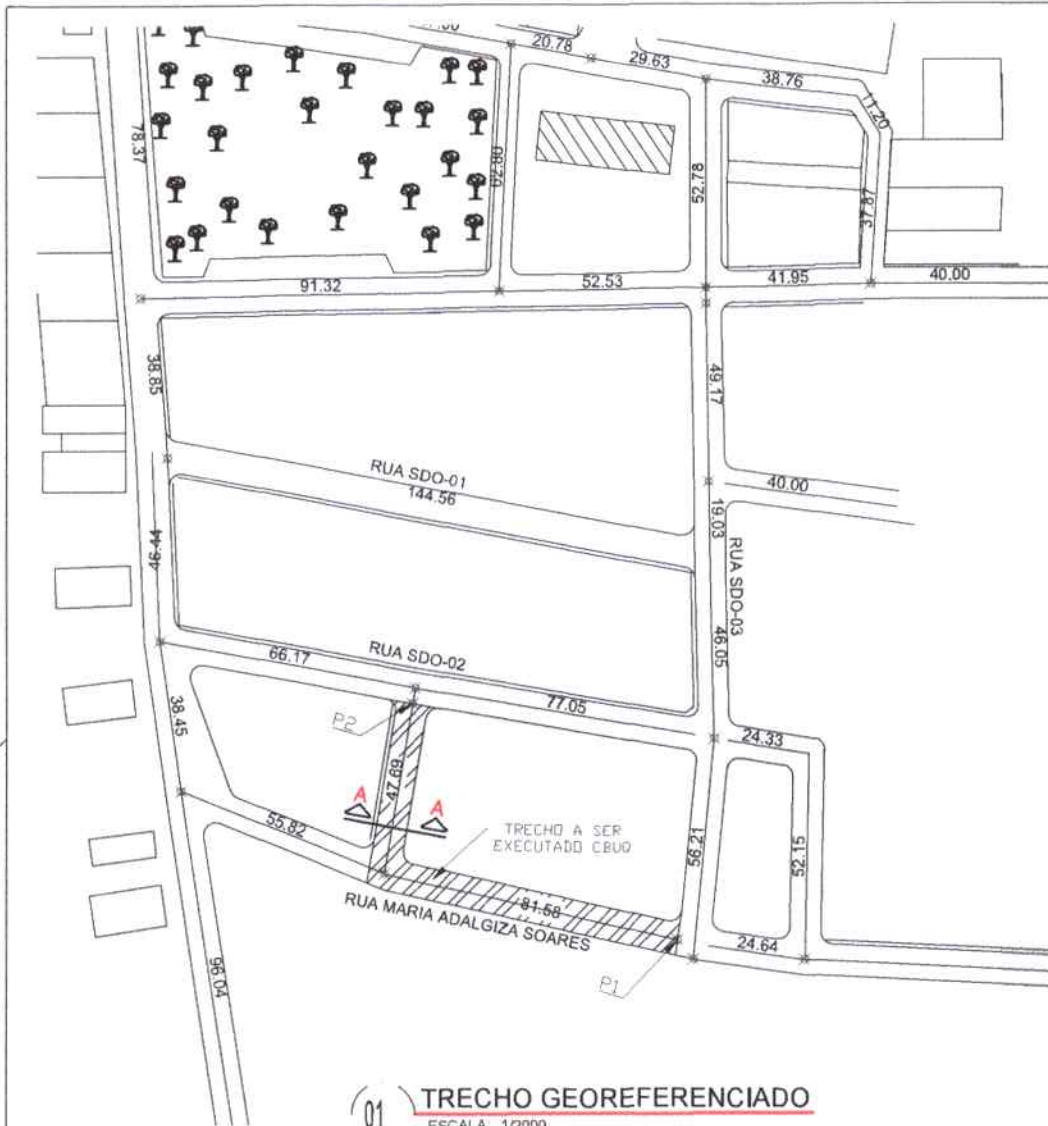 20.78
29.63
38.76
11.20
78.37
62.80
52.78
37.87
91.32
52.53
41.95
40.00
38.85
49.17
RUA SDO-01
144.56
40.00
19.03
RUA SDO-03
46.44
46.05
RUA SDO-02
66.17
77.05
P2
38.45
24.33
47.69
A
A
55.82
TRECHO A SER
EXECUTADO CBUQ
56.21
52.15
81.58
RUA MARIA ADALGIZA SOARES
24.64
P1
96.04
01
TRECHO GEOREFERENCIADO
ESCALA 1/2000